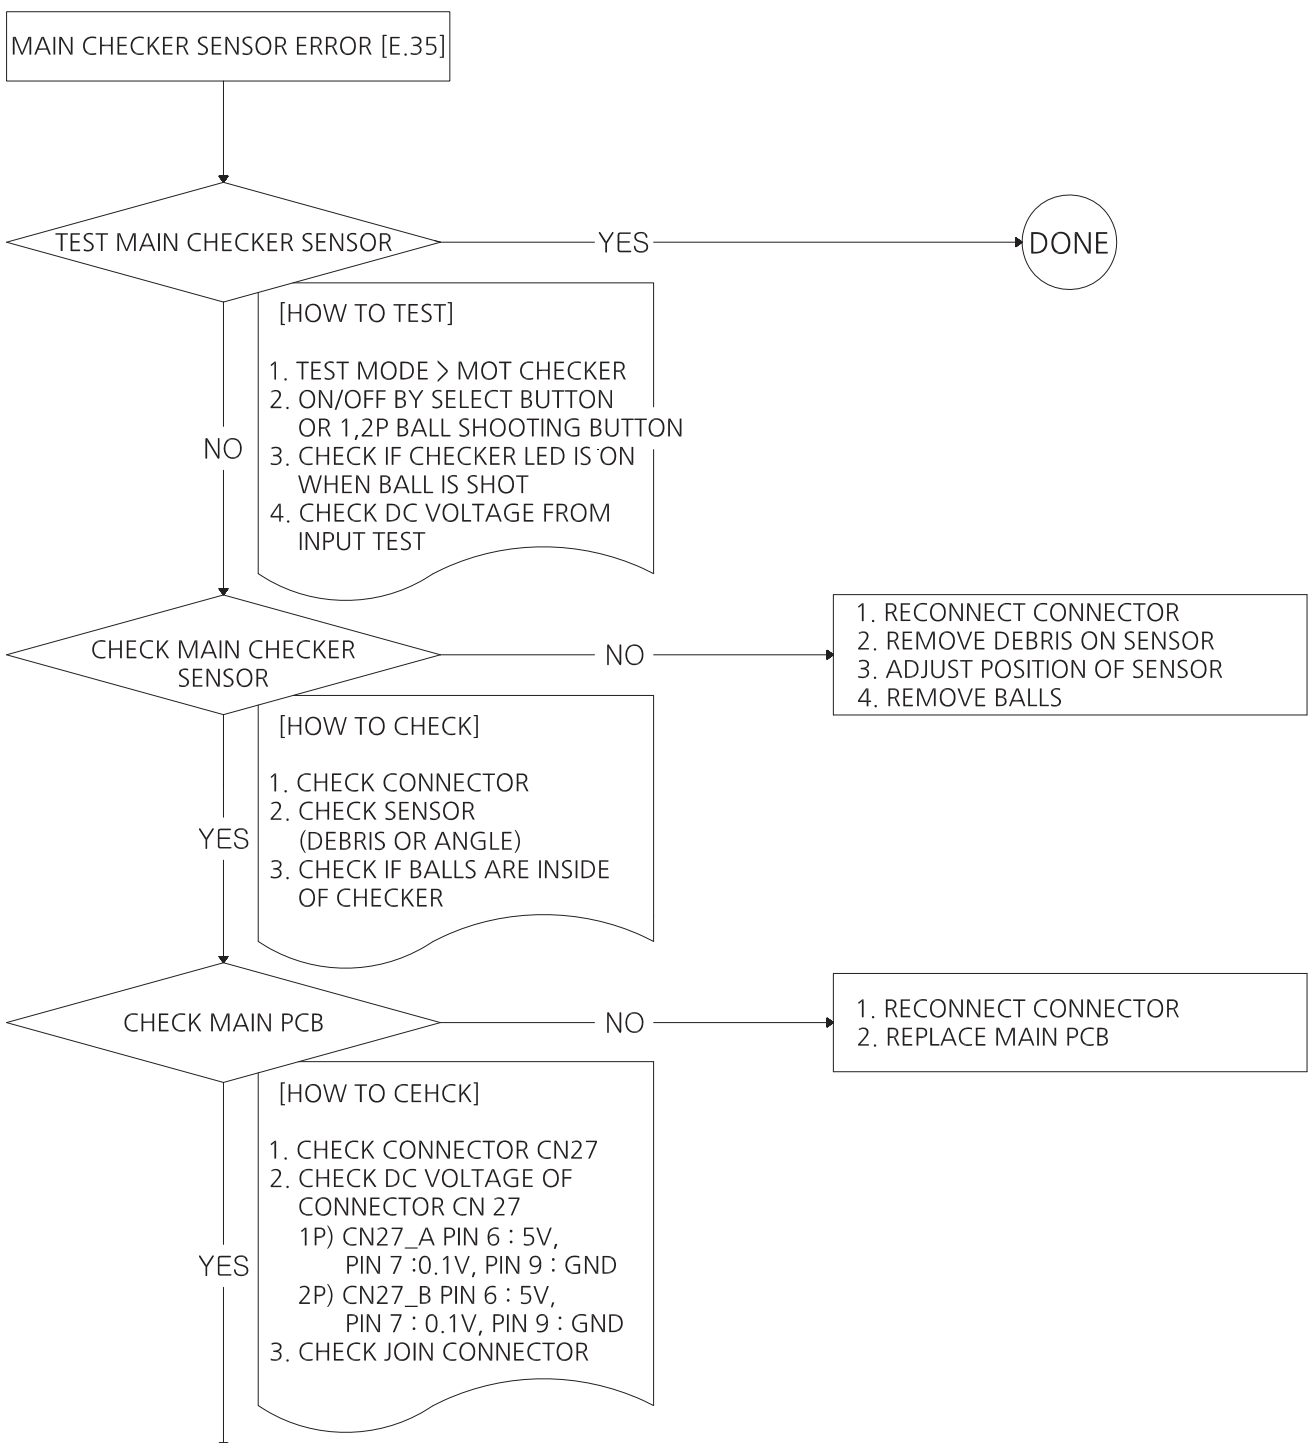 MAIN CHECKER SENSOR ERROR [E.35]
TEST MAIN CHECKER SENSOR
YES
DONE
[HOW TO TEST]
1. TEST MODE > MOT CHECKER
2. ON/OFF BY SELECT BUTTON
OR 1,2P BALL SHOOTING BUTTON
3. CHECK IF CHECKER LED IS ON
WHEN BALL IS SHOT
4. CHECK DC VOLTAGE FROM
INPUT TEST
NO
CHECK MAIN CHECKER
SENSOR
NO
1. RECONNECT CONNECTOR
2. REMOVE DEBRIS ON SENSOR
3. ADJUST POSITION OF SENSOR
4. REMOVE BALLS
[HOW TO CHECK]
1. CHECK CONNECTOR
2. CHECK SENSOR
(DEBRIS OR ANGLE)
3. CHECK IF BALLS ARE INSIDE
OF CHECKER
YES
CHECK MAIN PCB
NO
1. RECONNECT CONNECTOR
2. REPLACE MAIN PCB
[HOW TO CEHCK]
1. CHECK CONNECTOR CN27
2. CHECK DC VOLTAGE OF
CONNECTOR CN 27
1P) CN27_A PIN 6 : 5V,
PIN 7 :0.1V, PIN 9 : GND
2P) CN27_B PIN 6 : 5V,
PIN 7 : 0.1V, PIN 9 : GND
3. CHECK JOIN CONNECTOR
YES